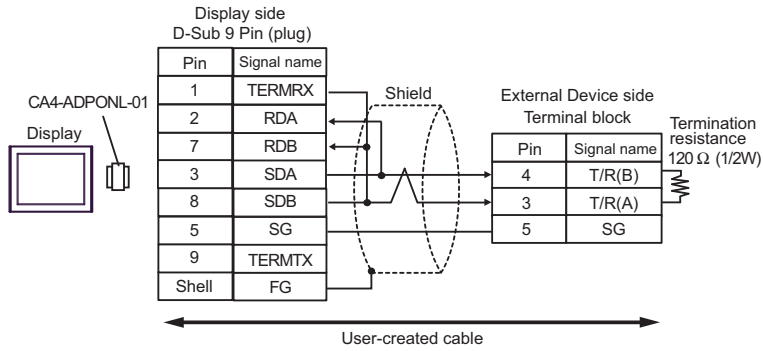 Display side
D-Sub 9 Pin (plug)
Pin Signal name
1 TERMRX
2 RDA
7 RDB
3 SDA
8 SDB
5 SG
9 TERMTX
Shell FG
CA4-ADPONL-01
Display
Shield
External Device side
Terminal block
Pin Signal name
4 T/R(B)
3 T/R(A)
5 SG
Termination
resistance
120 Ω (1/2W)
User-created cable